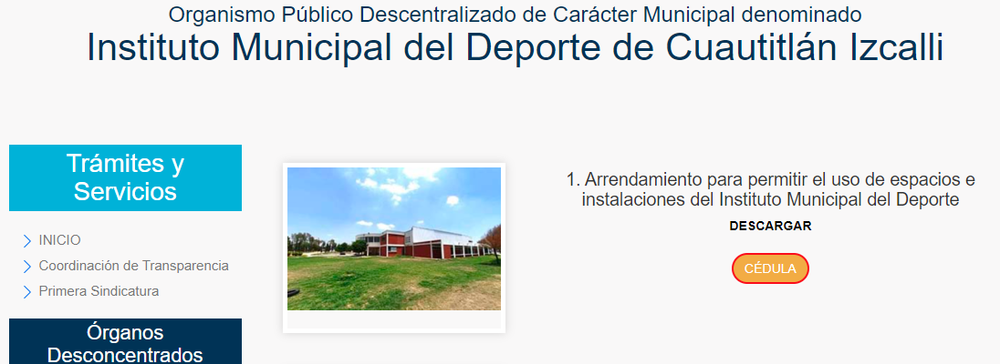 Organismo Público Descentralizado de Carácter Municipal denominado
Instituto Municipal del Deporte de Cuautitlán Izcalli
Trámites y
Servicios
INICIO
Coordinación de Transparencia
Primera Sindicatura
Órganos
Desconcentrados
1. Arrendamiento para permitir el uso de espacios e
instalaciones del Instituto Municipal del Deporte
DESCARGAR
CÉDULA